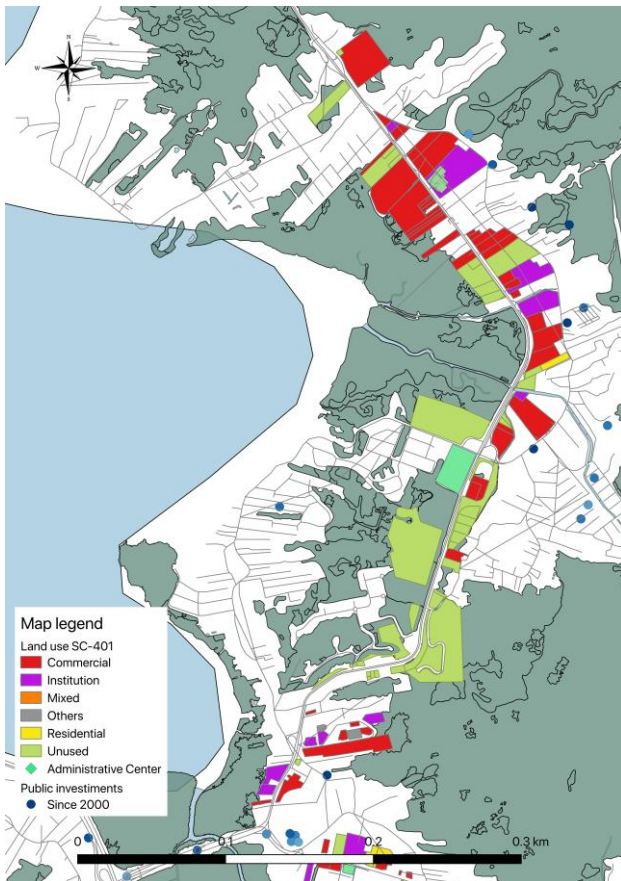 N
W
S
Map legend
Land use SC-401
Commercial
Institution
Mixed
Others
Residential
Unused
Administrative Center
Public investiments
Since 2000
0 0.1 0.2 0.3 km